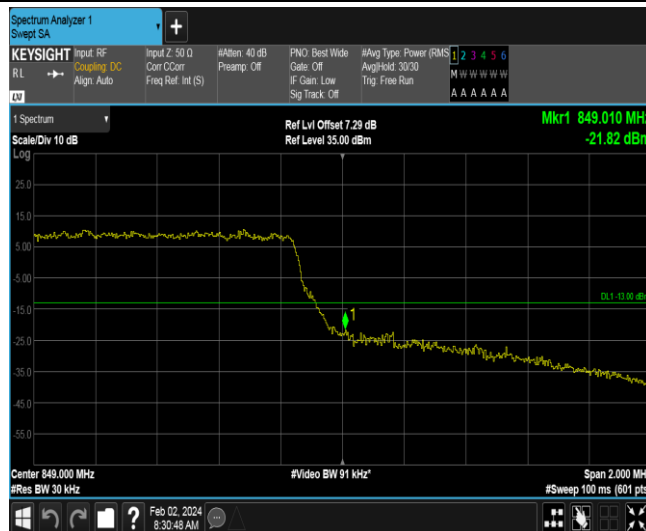 Spectrum Analyzer 1
Swept SA
KEYSIGHT
RL
LXI
Input: RF
Coupling: DC
Align: Auto
Input Z: 50 Ω
Corr CCorr
Freq Ref: Int (S)
#Atten: 40 dB
Preamp: Off
PNO: Best Wide
Gate: Off
IF Gain: Low
Sig Track: Off
#Avg Type: Power (RMS
Avg|Hold: 30/30
Trig: Free Run
1 2 3 4 5 6
M W W W W W
A A A A A A
1 Spectrum
Scale/Div 10 dB
Log
Ref Lvl Offset 7.29 dB
Ref Level 35.00 dBm
Mkr1 849.010 MHz
-21.82 dBm
25.0
15.0
5.00
-5.00
DL1 -13.00 dBm
-15.0
1
-25.0
-35.0
-45.0
-55.0
Center 849.000 MHz
#Res BW 30 kHz
#Video BW 91 kHz*
Span 2.000 MH
#Sweep 100 ms (601 pts
Feb 02, 2024
8:30:48 AM